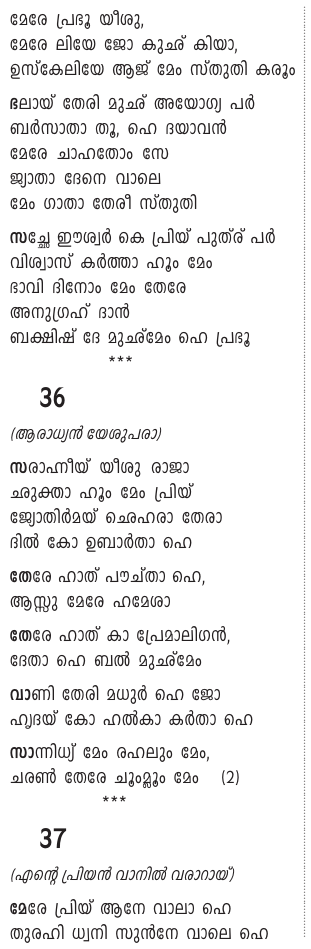 മേരേ പ്രഭൂ യീശു,
മേരേ ലിയേ ജോ കുഛ് കിയാ,
ഉസ്കേലിയേ ആജ് മേം സ്തുതി കരൂം
ഭലായ് തേരി മുഛ് അയോഗ്യ പർ
ബർസാതാ തൂ, ഹെ ദയാവൻ
മേരേ ചാഹതോം സേ
ജ്യാതാ ദേനെ വാലെ
മേം ഗാതാ തേരീ സ്തുതി
സച്ഛേ ഈശ്വർ കെ പ്രിയ് പുത്ര് പർ
വിശ്വാസ് കർത്താ ഹൂം മേം
ഭാവി ദിനോം മേം തേരേ
അനുഗ്രഹ് ദാൻ
ബക്ഷിഷ് ദേ മുഛ്മേം ഹെ പ്രഭൂ
***
36
(ആരാധ്യൻ യേശുപരാ)
സരാഹ്നീയ് യീശു രാജാ
ഛുക്താ ഹൂം മേം പ്രിയ്
ജ്യോതിർമയ് ഛെഹരാ തേരാ
ദിൽ കോ ഉബാർതാ ഹെ
തേരേ ഹാത് പൗച്താ ഹെ,
ആസ്സു മേരേ ഹമേശാ
തേരേ ഹാത് കാ പ്രേമാലിഗൻ,
ദേതാ ഹെ ബൽ മുഛ്മേം
വാണി തേരി മധുർ ഹെ ജോ
ഹൃദയ് കോ ഹൽകാ കർതാ ഹെ
സാന്നിധ്യ് മേം രഹലും മേം,
ചരൺ തേരേ ചൂംമ്ലൂം മേം (2)
***
37
(എന്റെ പ്രിയൻ വാനിൽ വരാറായ്)
മേരേ പ്രിയ് ആനേ വാലാ ഹെ
തുരഹി ധ്വനി സുൻനേ വാലെ ഹെ